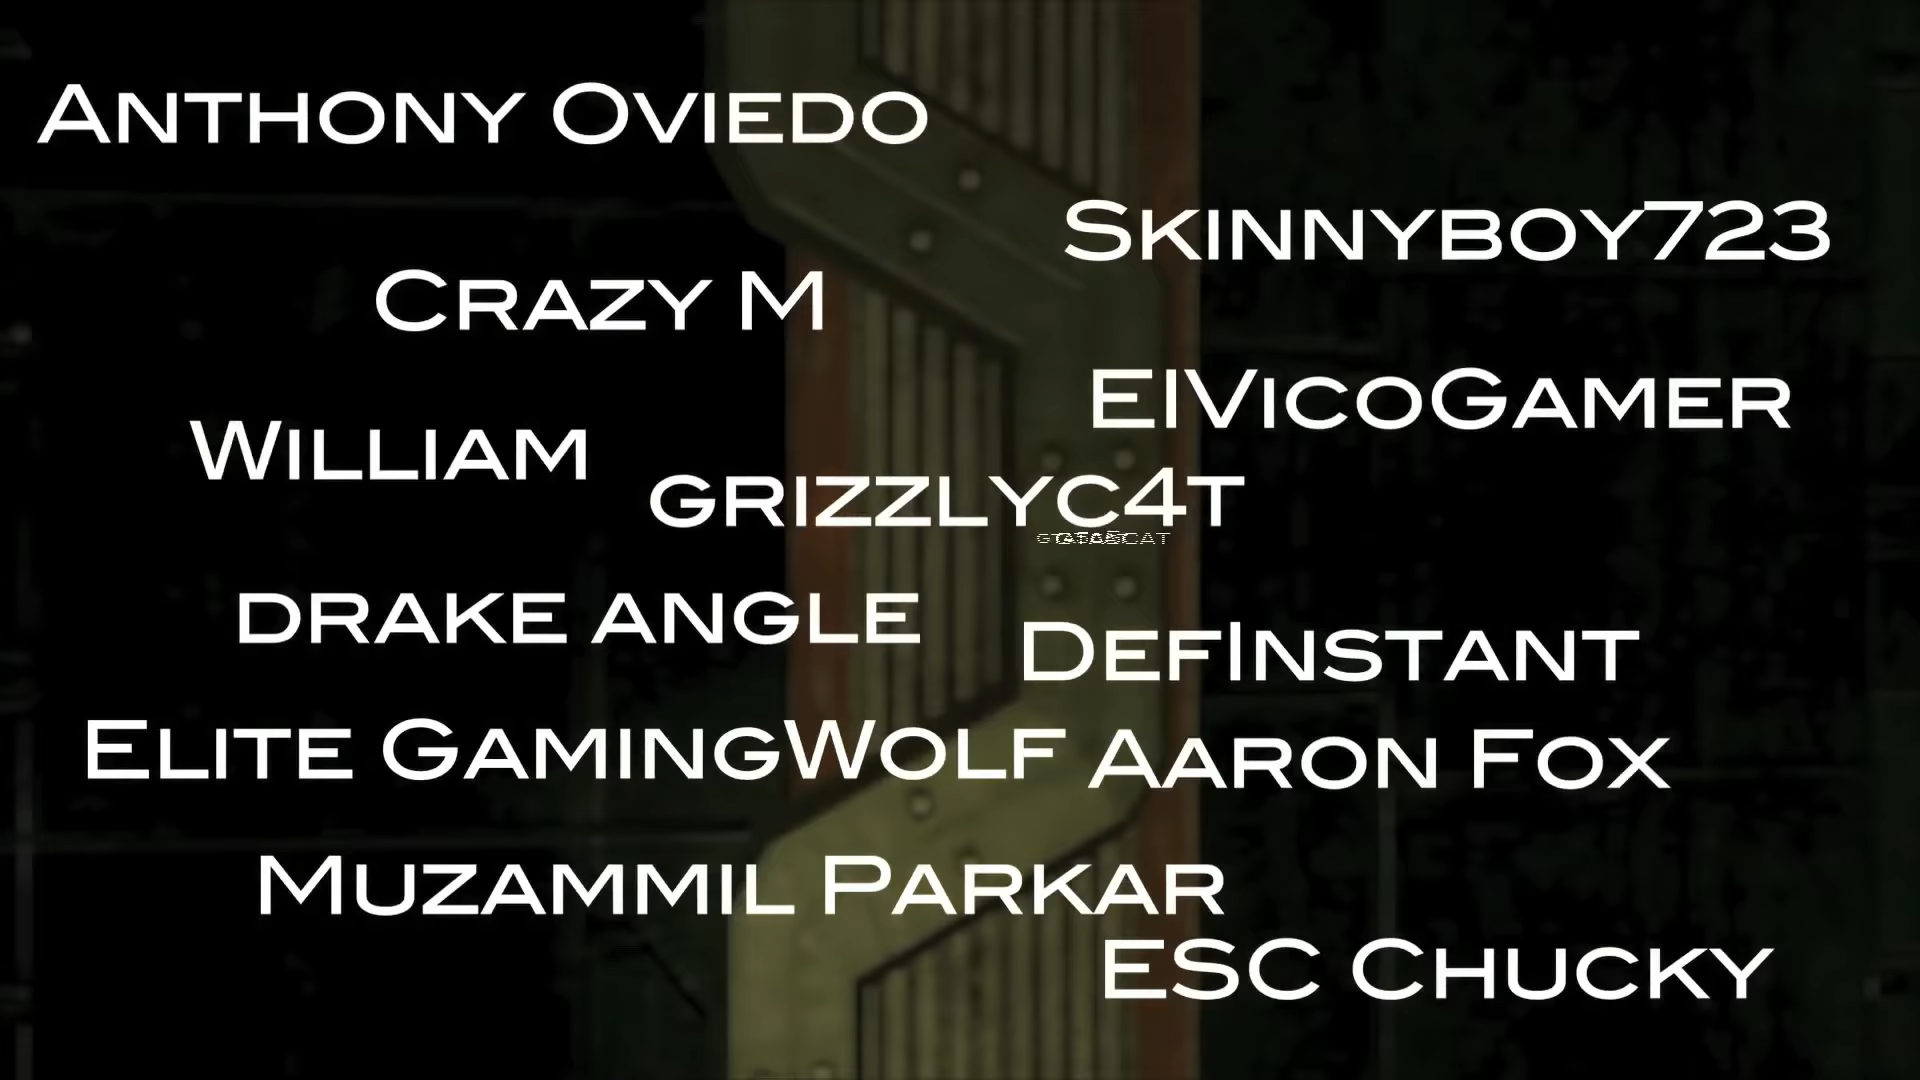 Anthony Oviedo
Skinnyboy723
Crazy M
ElVicoGamer
William
grizzlyc4t
drake angle
DefInstant
Elite GamingWolf
Aaron Fox
Muzammil Parkar
ESC Chucky